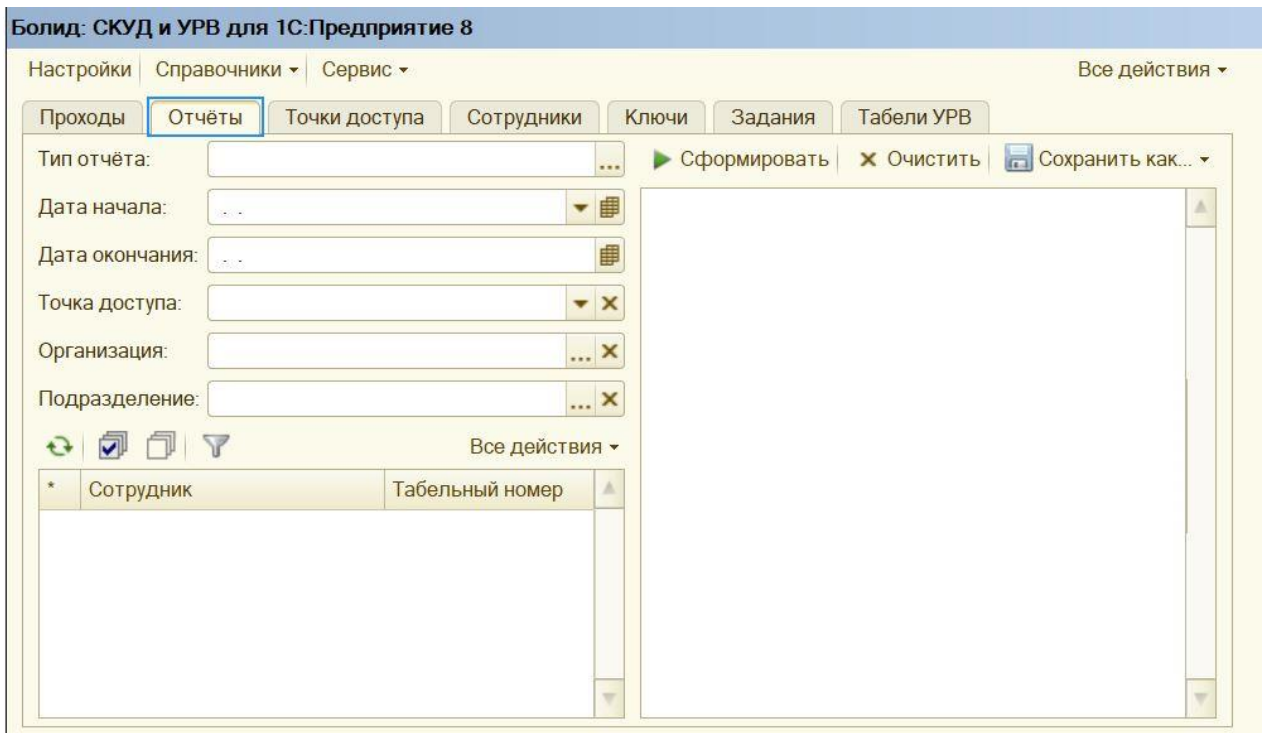 Болид: СКУД и УРВ для 1С:Предприятие 8
Настройки Справочники Сервис Все действия
Проходы Отчёты Точки доступа Сотрудники Ключи Задания Табели УРВ
Тип отчёта: ... Сформировать Очистить Сохранить как...
Дата начала: . .
Дата окончания: . .
Точка доступа:
Организация: ...
Подразделение: ...
Все действия
* Сотрудник Табельный номер